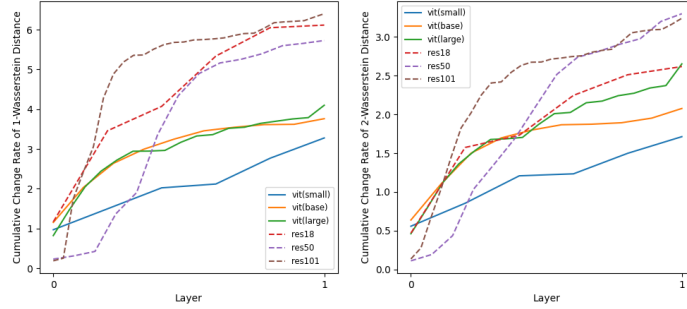 Cumulative Change Rate of 1-Wasserstein Distance
6
5
4
3
2
1
0
0
1
Layer
vit(small)
vit(base)
vit(large)
res18
res50
res101
Cumulative Change Rate of 2-Wasserstein Distance
3.0
2.5
2.0
1.5
1.0
0.5
0.0
0
1
Layer
vit(small)
vit(base)
vit(large)
res18
res50
res101